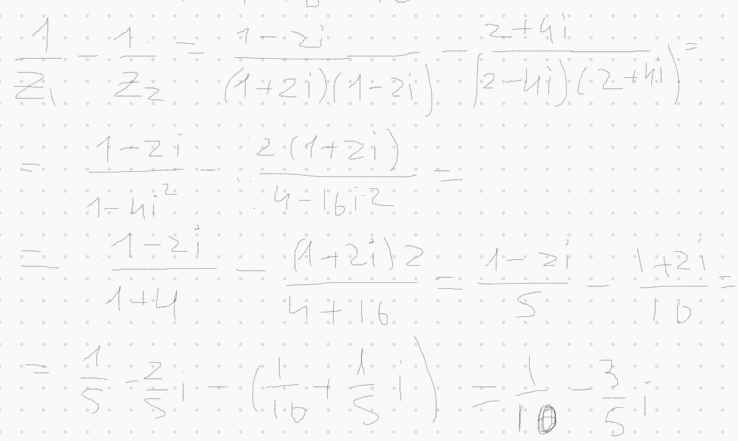 1/Z₁ - 1/Z₂ = (1-2i)/((1+2i)(1-2i)) - (2+4i)/((2-4i)(2+4i)) =
= (1-2i)/(1-4i²) - (2(1+2i))/(4-16i²) =
= (1-2i)/(1+4) - ((1+2i)2)/(4+16) = (1-2i)/5 - (1+2i)/10 =
= 1/5 - 2/5 i - (1/10 + 1/5 i) = 1/10 - 3/5 i